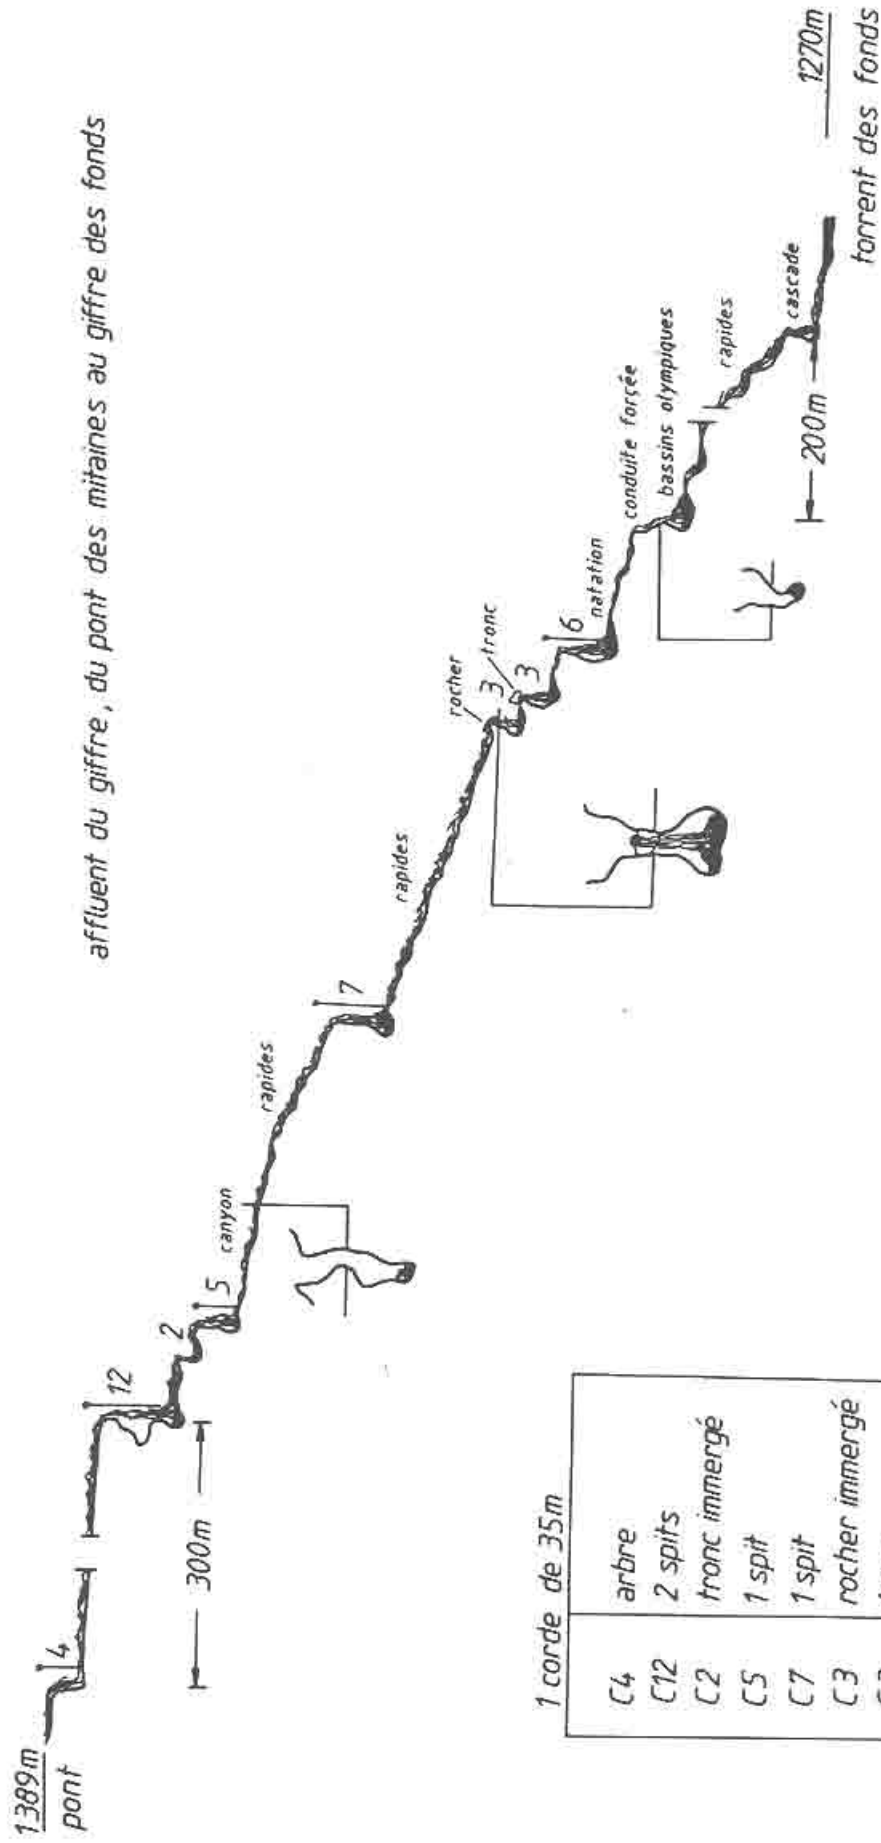 affluent du giffre, du pont des mitaines au giffre des fonds
1389m
pont
4
300m
12
2
5
canyon
rapides
7
rapides
rocher
3
tronc
3
6
natation
conduite forçée
bassins olympiques
rapides
cascade
200m
1270m
torrent des fonds
1 corde de 35m
C4 arbre
C12 2 spits
C2 tronc immergé
C5 1 spit
C7 1 spit
C3 rocher immergé